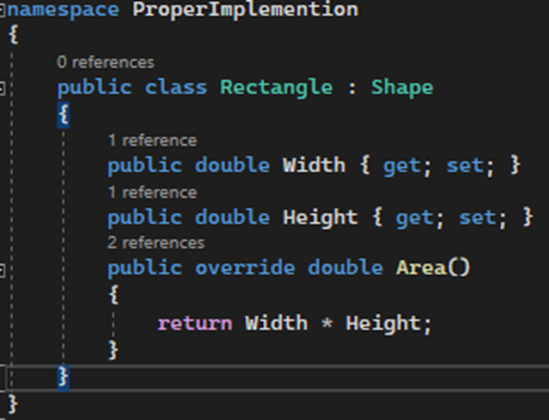 namespace ProperImplemention
{
0 references
public class Rectangle : Shape
{
1 reference
public double Width { get; set; }
1 reference
public double Height { get; set; }
2 references
public override double Area()
{
return Width * Height;
}
}
}